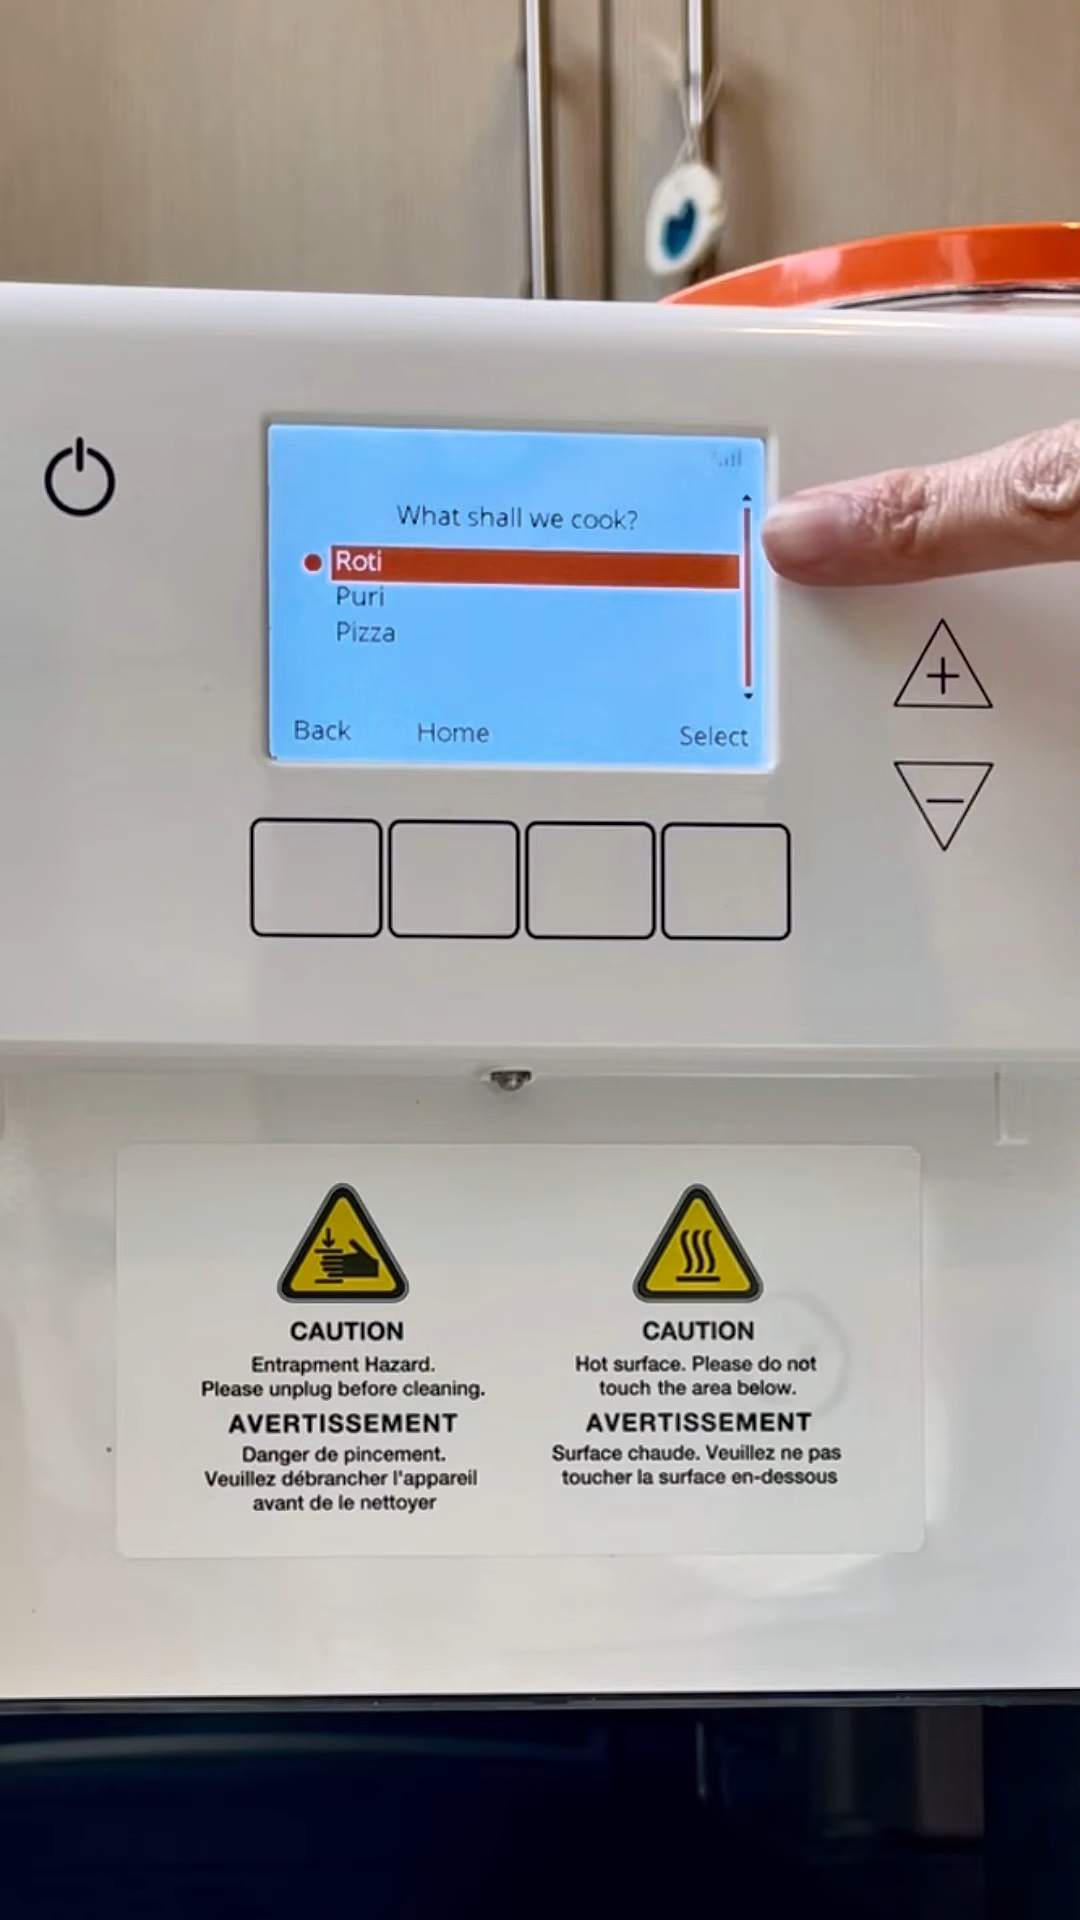 What shall we cook?
Roti
Puri
Pizza
Back Home Select
CAUTION
Entrapment Hazard.
Please unplug before cleaning.
AVERTISSEMENT
Danger de pincement.
Veuillez débrancher l'appareil
avant de le nettoyer
CAUTION
Hot surface. Please do not
touch the area below.
AVERTISSEMENT
Surface chaude. Veuillez ne pas
toucher la surface en-dessous